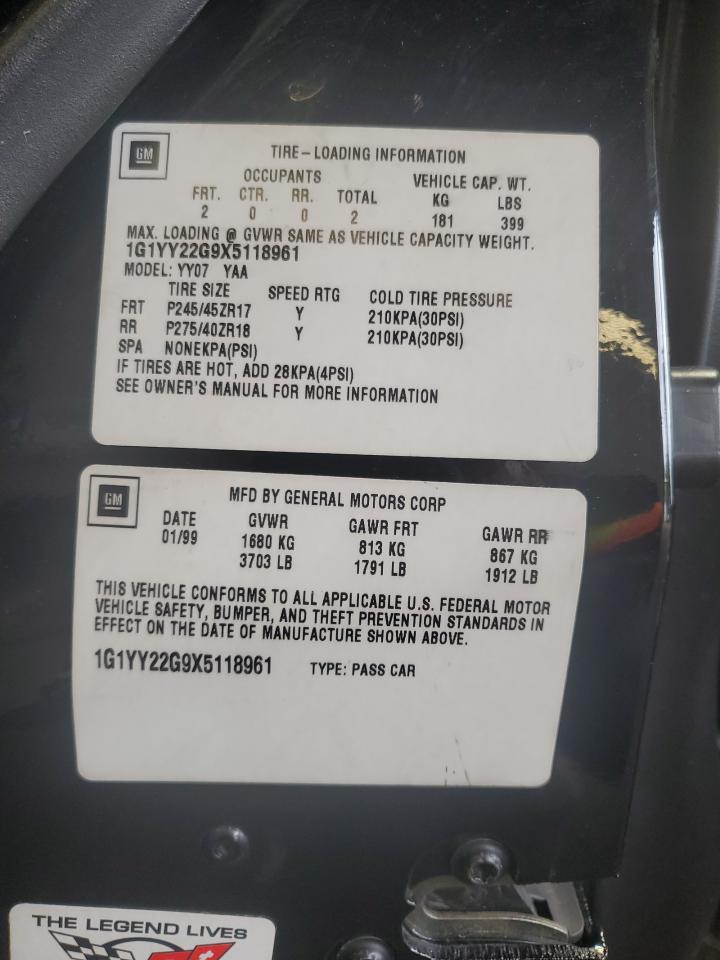 GM
TIRE-LOADING INFORMATION
OCCUPANTS VEHICLE CAP. WT.
FRT. CTR. RR. TOTAL KG LBS
2 0 0 2 181 399
MAX. LOADING @ GVWR SAME AS VEHICLE CAPACITY WEIGHT.
1G1YY22G9X5118961
MODEL: YY07 YAA
TIRE SIZE SPEED RTG COLD TIRE PRESSURE
FRT P245/45ZR17 Y 210KPA(30PSI)
RR P275/40ZR18 Y 210KPA(30PSI)
SPA NONEKPA(PSI)
IF TIRES ARE HOT, ADD 28KPA(4PSI)
SEE OWNER'S MANUAL FOR MORE INFORMATION
GM
MFD BY GENERAL MOTORS CORP
DATE GVWR GAWR FRT GAWR RR
01/99 1680 KG 813 KG 867 KG
3703 LB 1791 LB 1912 LB
THIS VEHICLE CONFORMS TO ALL APPLICABLE U.S. FEDERAL MOTOR
VEHICLE SAFETY, BUMPER, AND THEFT PREVENTION STANDARDS IN
EFFECT ON THE DATE OF MANUFACTURE SHOWN ABOVE.
1G1YY22G9X5118961 TYPE: PASS CAR
THE LEGEND LIVES